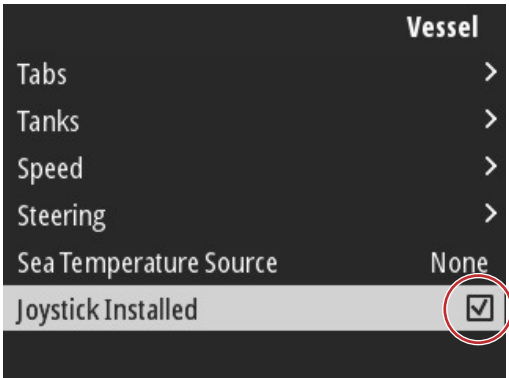 Vessel
Tabs
Tanks
Speed
Steering
Sea Temperature Source None
Joystick Installed